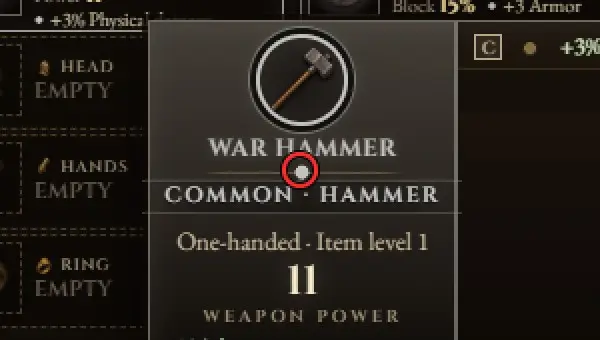 +3% Physical
Block 15% • +3 Armor
HEAD
EMPTY
HANDS
EMPTY
RING
EMPTY
WAR HAMMER
COMMON · HAMMER
One-handed · Item level 1
11
WEAPON POWER
C • +3%